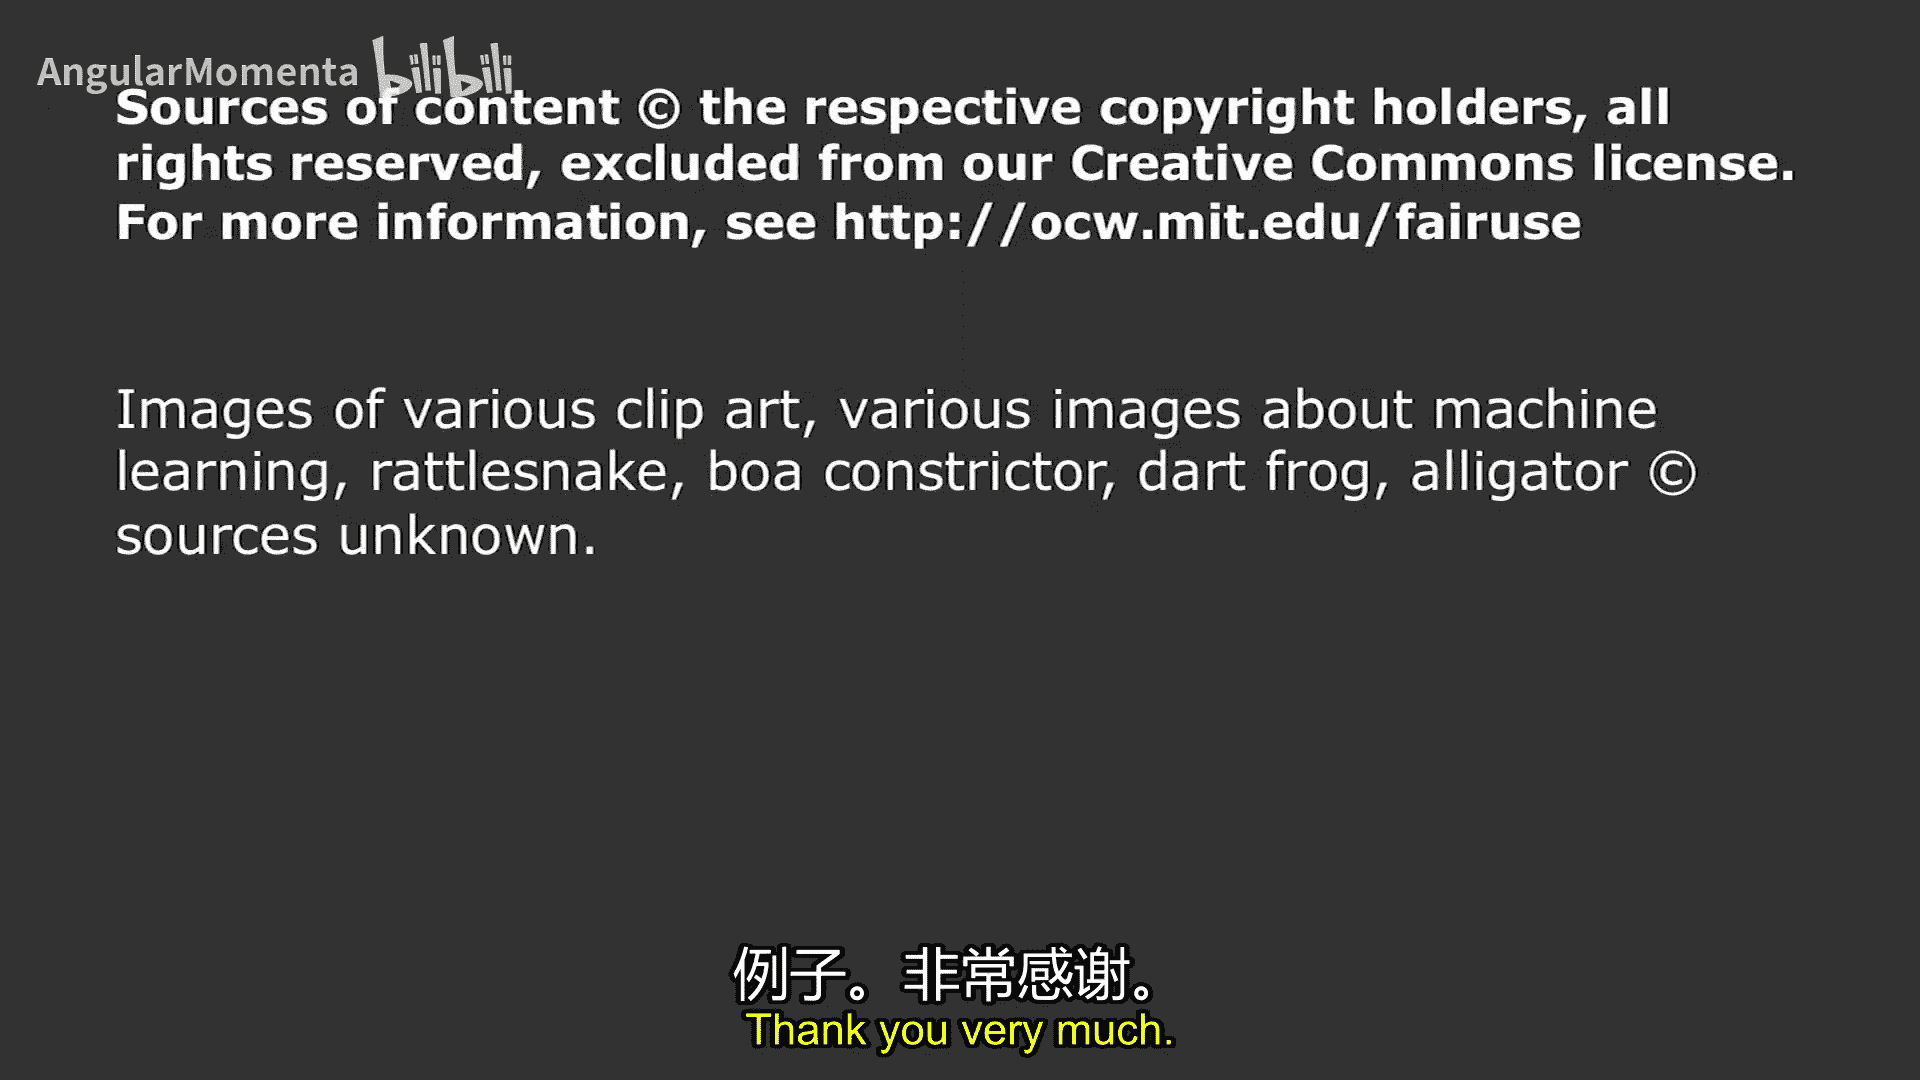 AngularMomenta bilibili
Sources of content © the respective copyright holders, all
rights reserved, excluded from our Creative Commons license.
For more information, see http://ocw.mit.edu/fairuse
Images of various clip art, various images about machine
learning, rattlesnake, boa constrictor, dart frog, alligator ©
sources unknown.
例子。非常感谢。
Thank you very much.